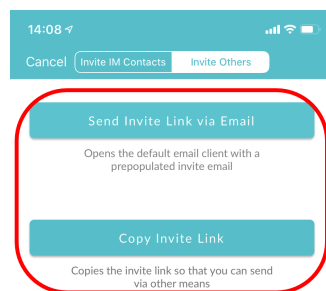 14:08
Cancel Invite IM Contacts Invite Others
Send Invite Link via Email
Opens the default email client with a
prepopulated invite email
Copy Invite Link
Copies the invite link so that you can send
via other means